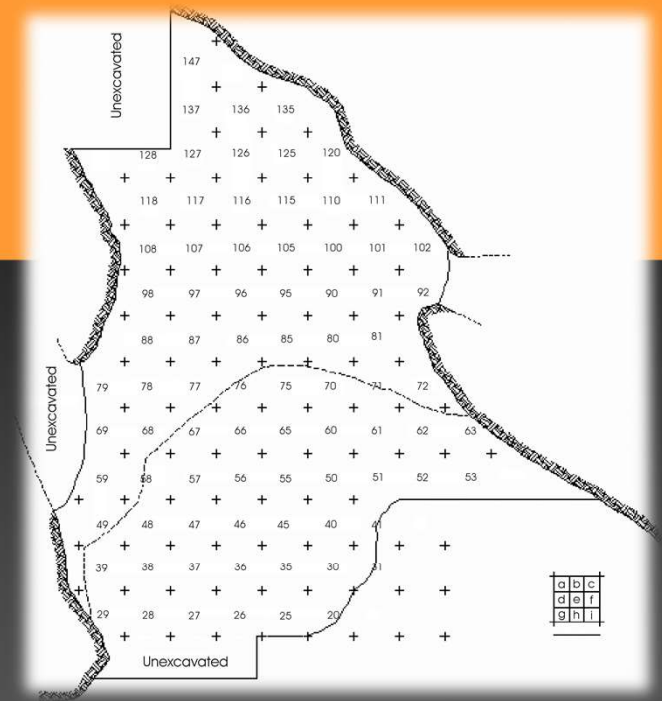 Unexcavated
147
137 136 135
128 127 126 125 120
118 117 116 115 110 111
108 107 106 105 100 101 102
98 97 96 95 90 91 92
88 87 86 85 80 81
Unexcavated
79 78 77 76 75 70 71 72
69 68 67 66 65 60 61 62 63
59 58 57 56 55 50 51 52 53
49 48 47 46 45 40 41
39 38 37 36 35 30 31
29 28 27 26 25 20
a b c
d e f
g h i
Unexcavated